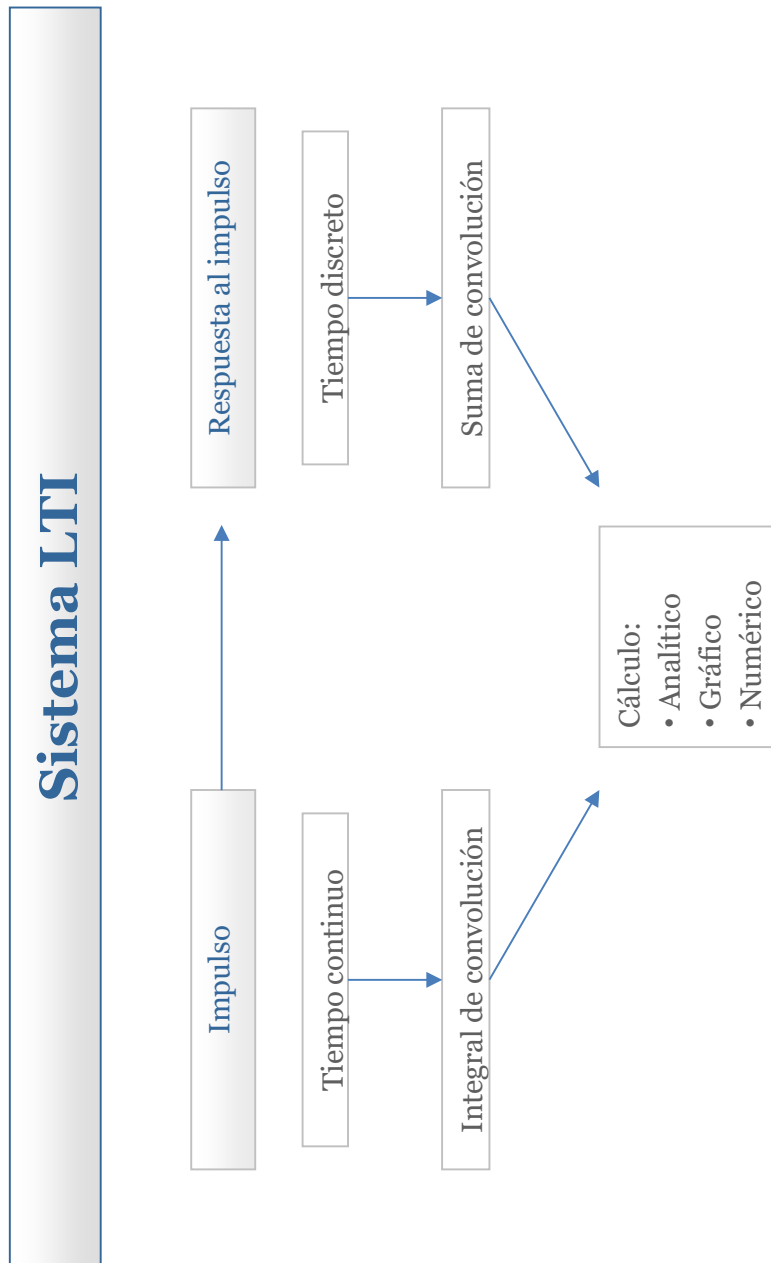 Sistema LTI
Impulso
Respuesta al impulso
Tiempo continuo
Tiempo discreto
Integral de convolución
Suma de convolución
Cálculo:
• Analítico
• Gráfico
• Numérico